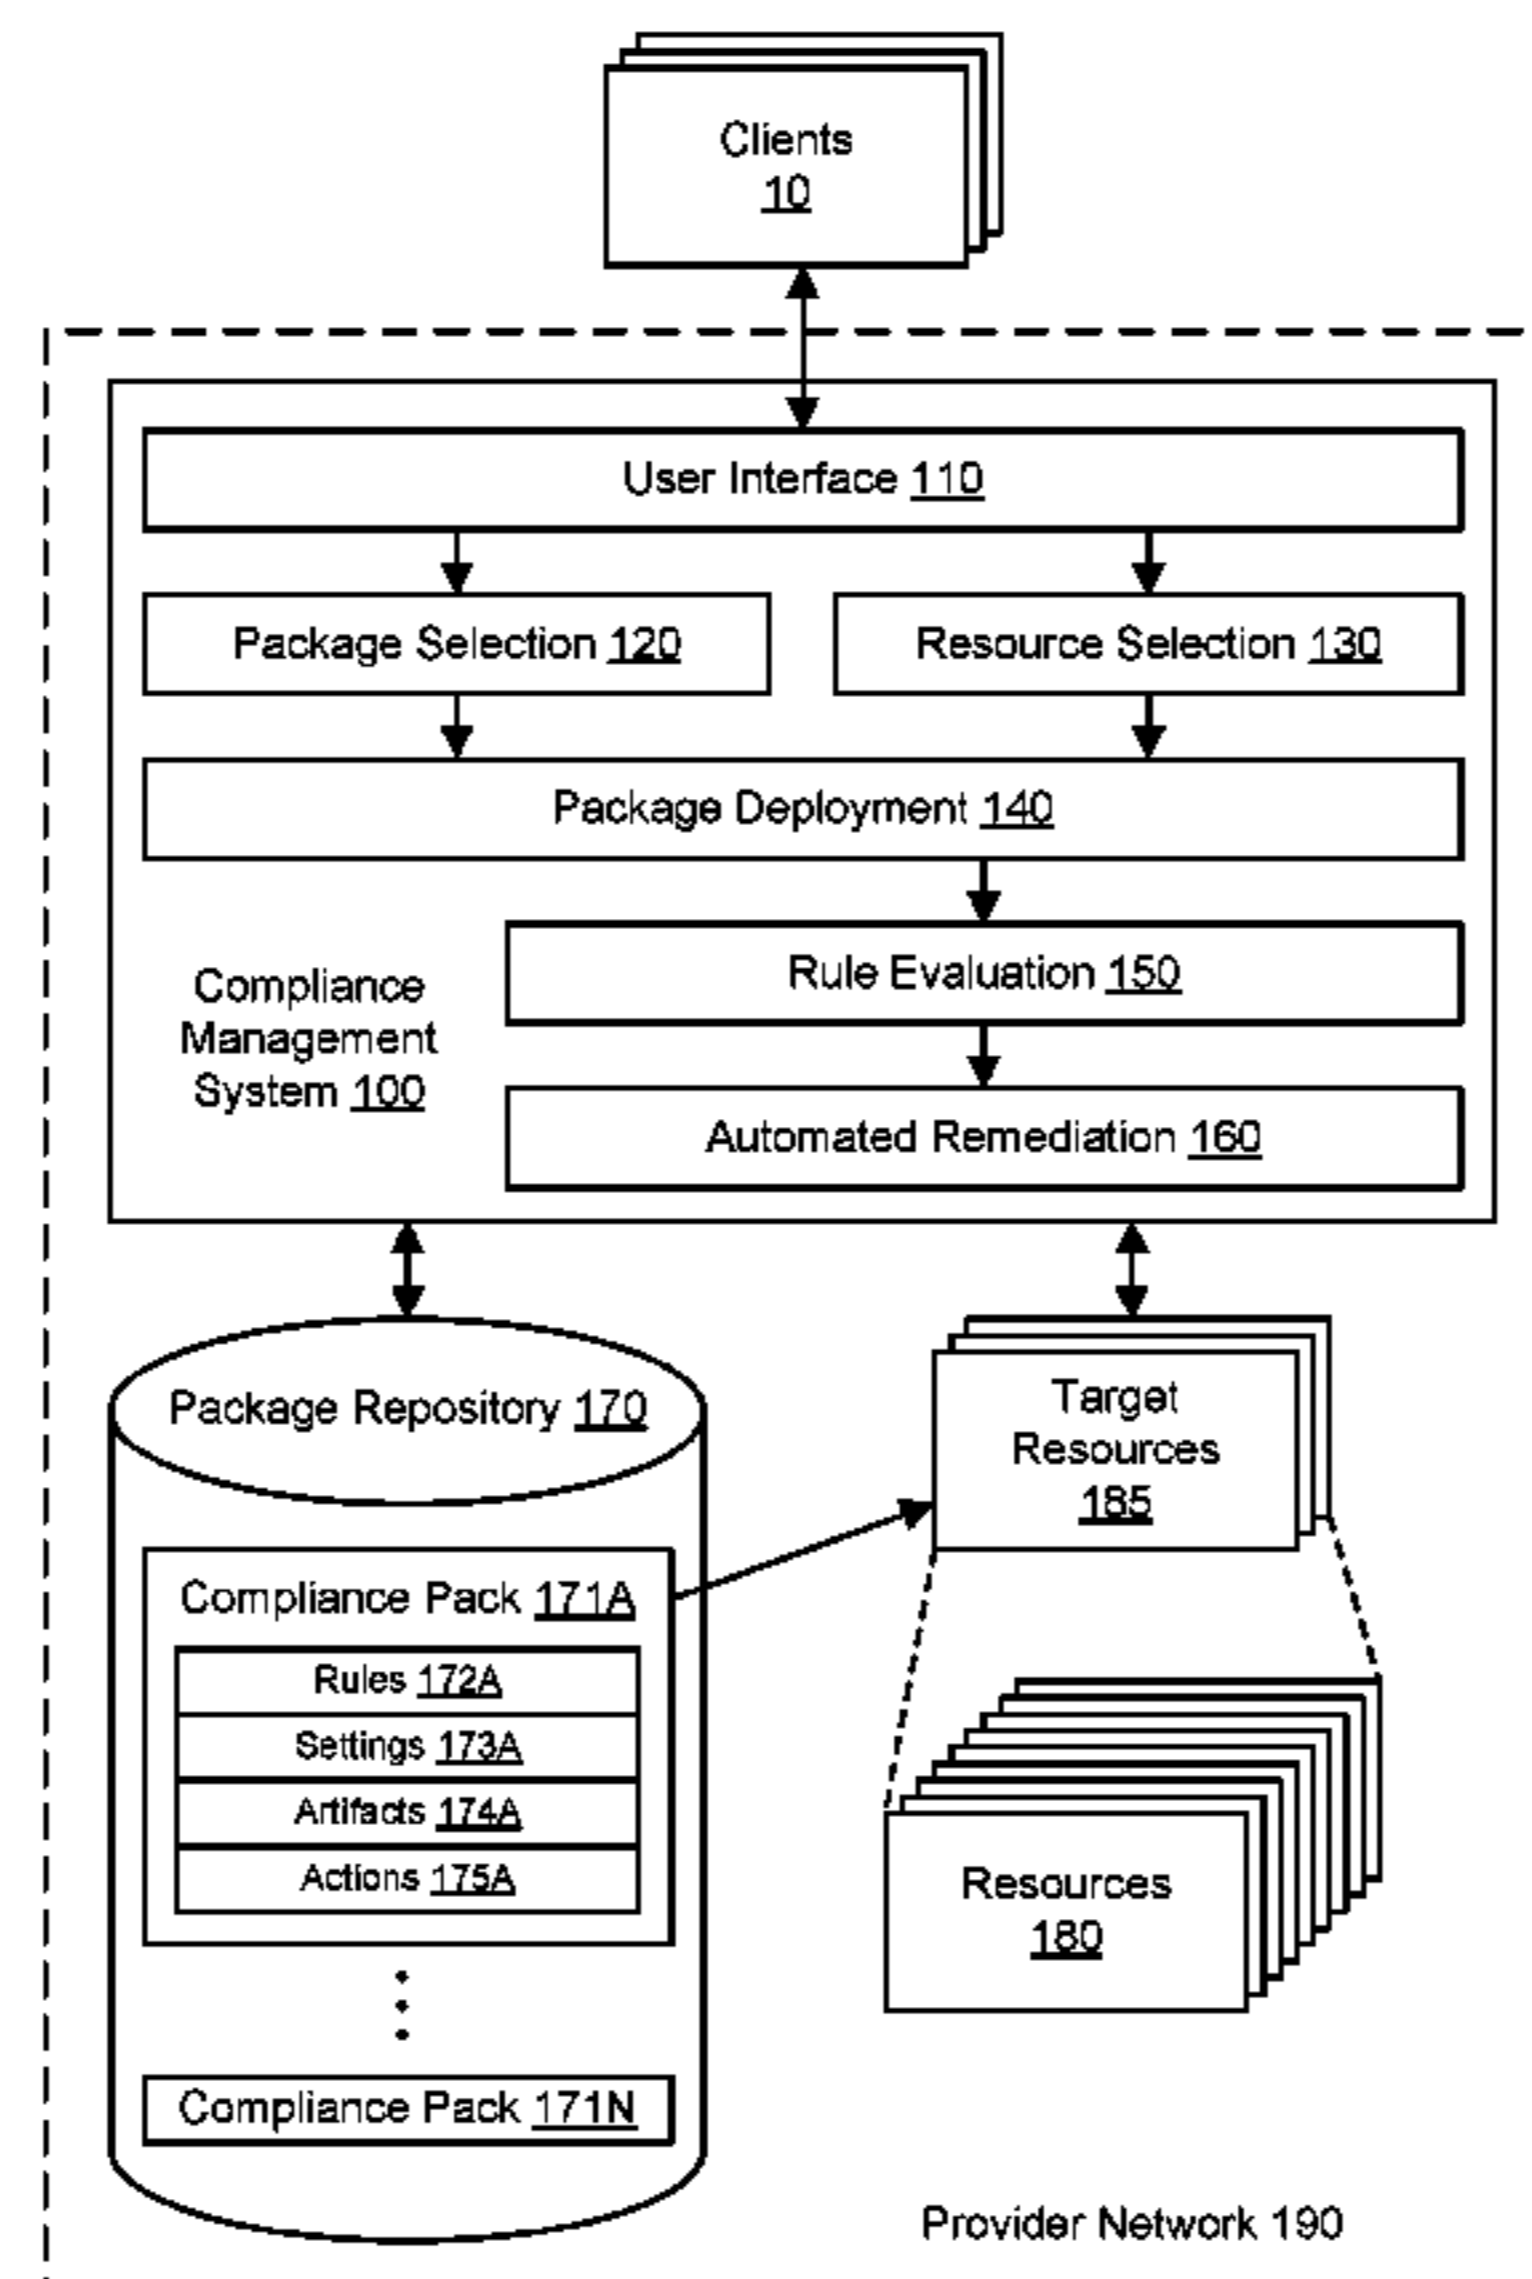 Clients
10
User Interface 110
Package Selection 120
Resource Selection 130
Package Deployment 140
Rule Evaluation 150
Compliance
Management
System 100
Automated Remediation 160
Package Repository 170
Target
Resources
185
Compliance Pack 171A
Rules 172A
Settings 173A
Artifacts 174A
Actions 175A
Resources
180
Compliance Pack 171N
Provider Network 190